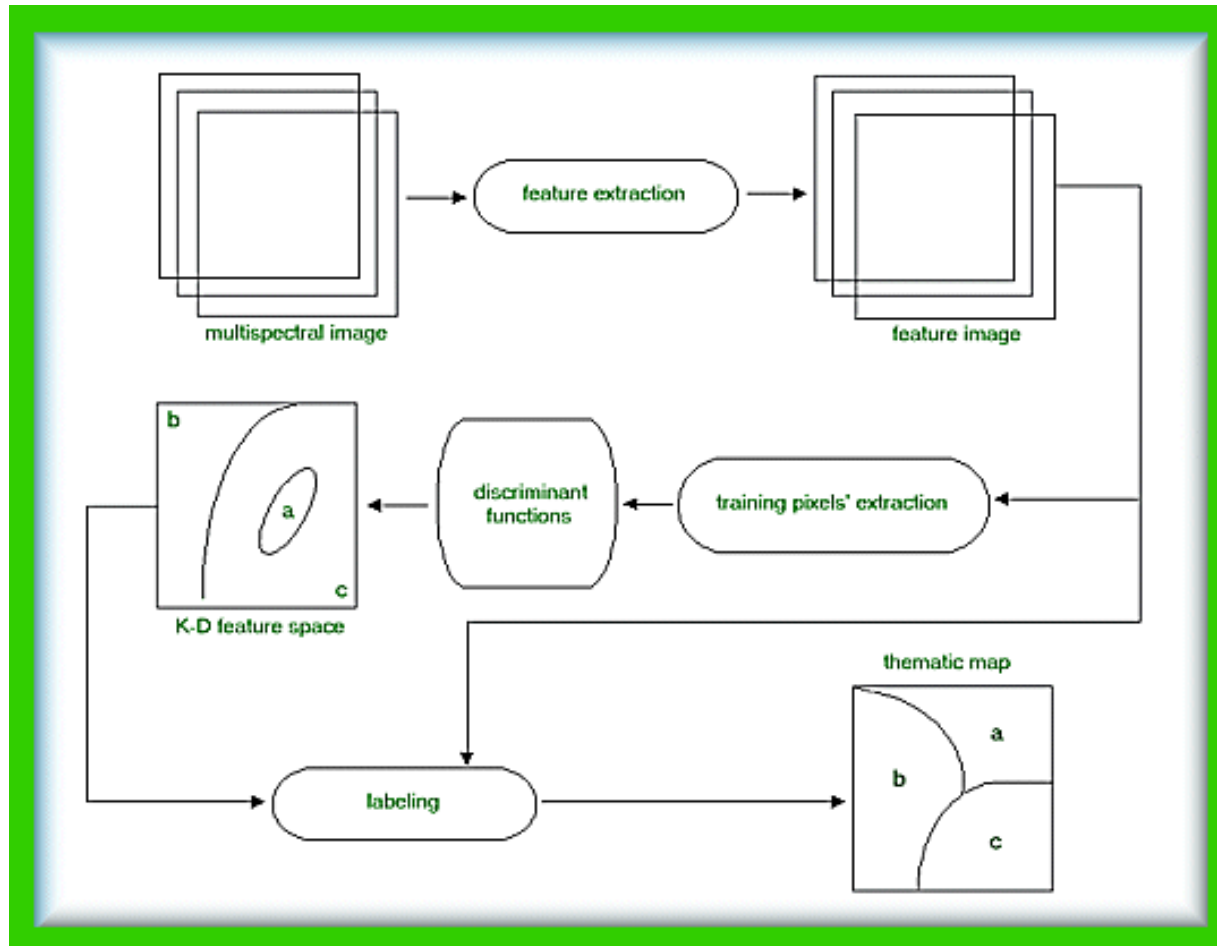 feature extraction
multispectral image
feature image
b
a
c
K-D feature space
discriminant
functions
training pixels' extraction
thematic map
a
b
c
labeling